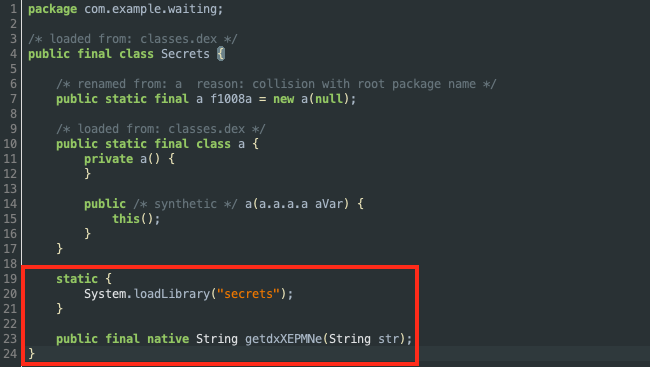 1 package com.example.waiting;
2
3 /* loaded from: classes.dex */
4 public final class Secrets {
5
6 /* renamed from: a  reason: collision with root package name */
7 public static final a f1008a = new a(null);
8
9 /* loaded from: classes.dex */
10 public static final class a {
11 private a() {
12 }
13
14 public /* synthetic */ a(a.a.a.a aVar) {
15 this();
16 }
17 }
18
19 static {
20 System.loadLibrary("secrets");
21 }
22
23 public final native String getdxXEPMNe(String str);
24 }